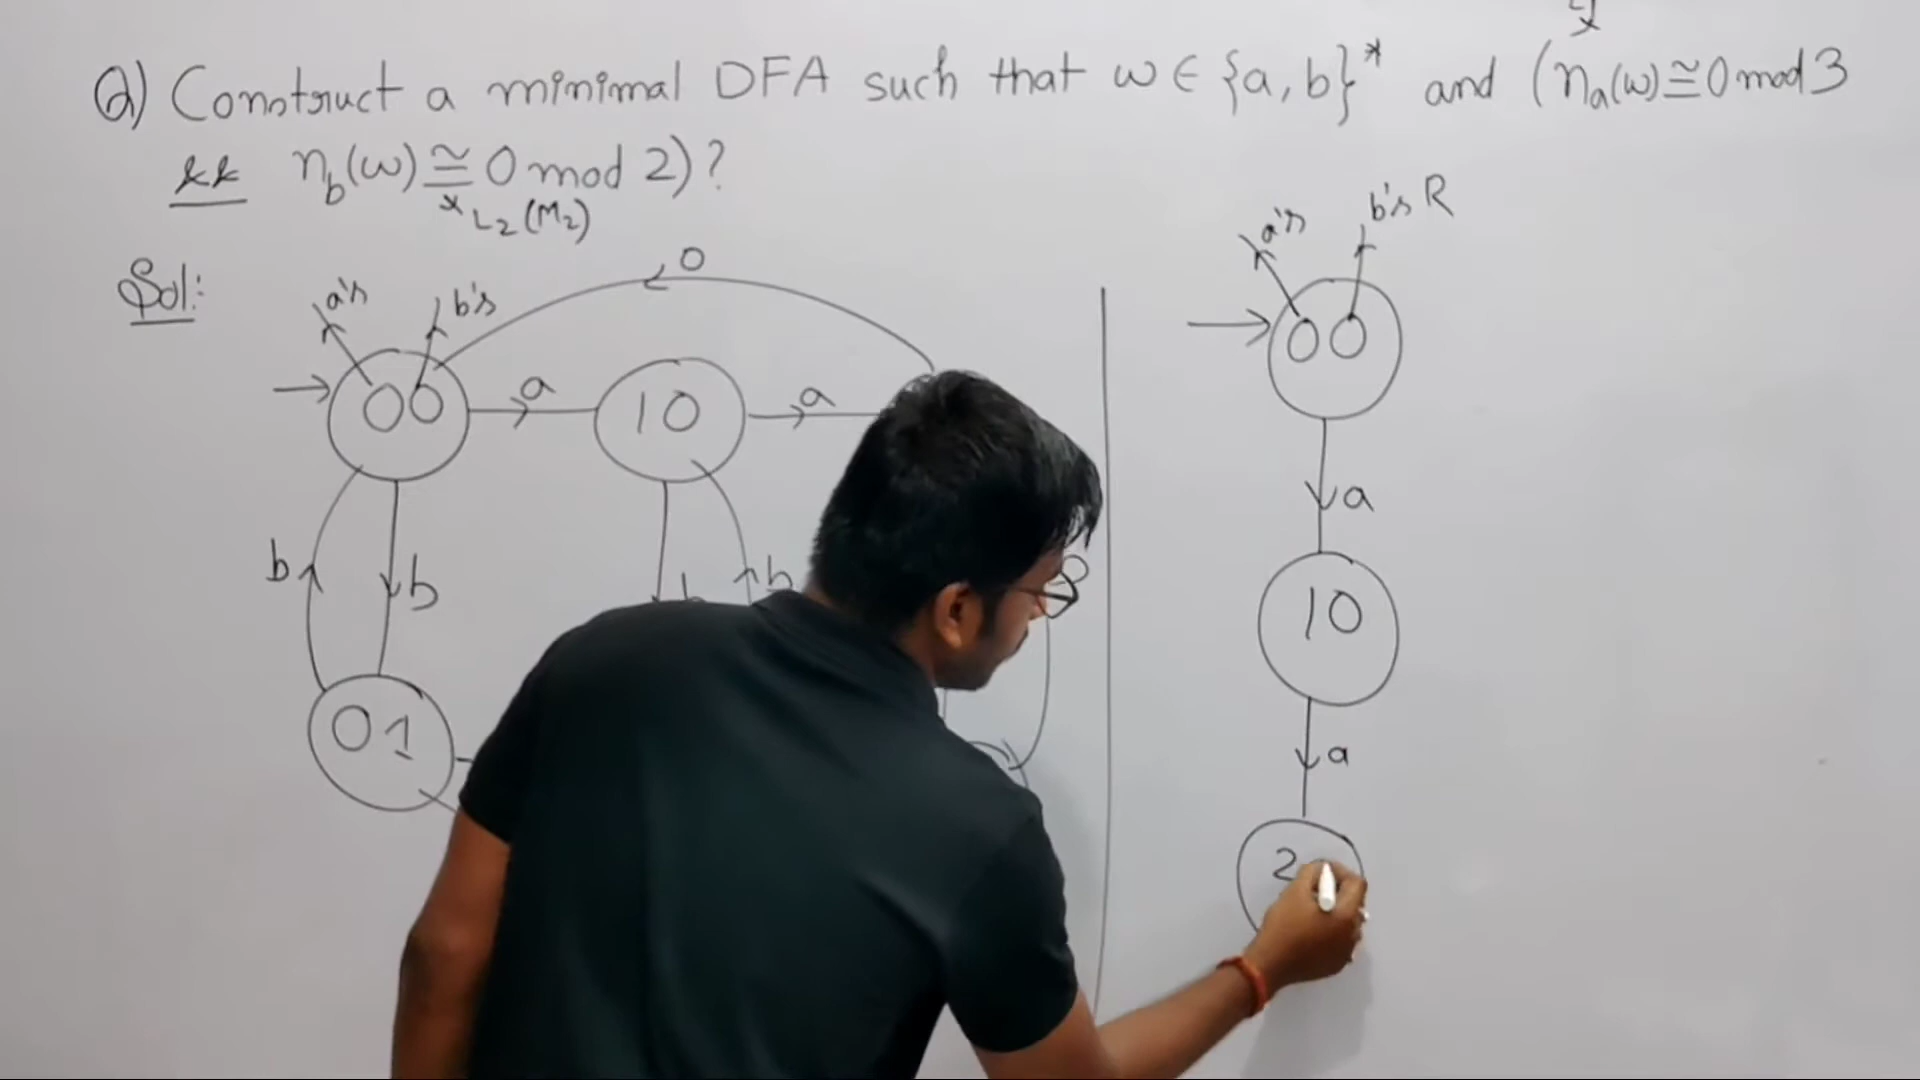 Q) Construct a minimal DFA such that w ∈ {a, b}* and (na(w) ≅ 0 mod 3
&& nb(w) ≅ 0 mod 2)?
L2 (M2)
Sol:
a's b's
0
00 a 10 a
b b b
01
a's b's R
00
a
10
a
2